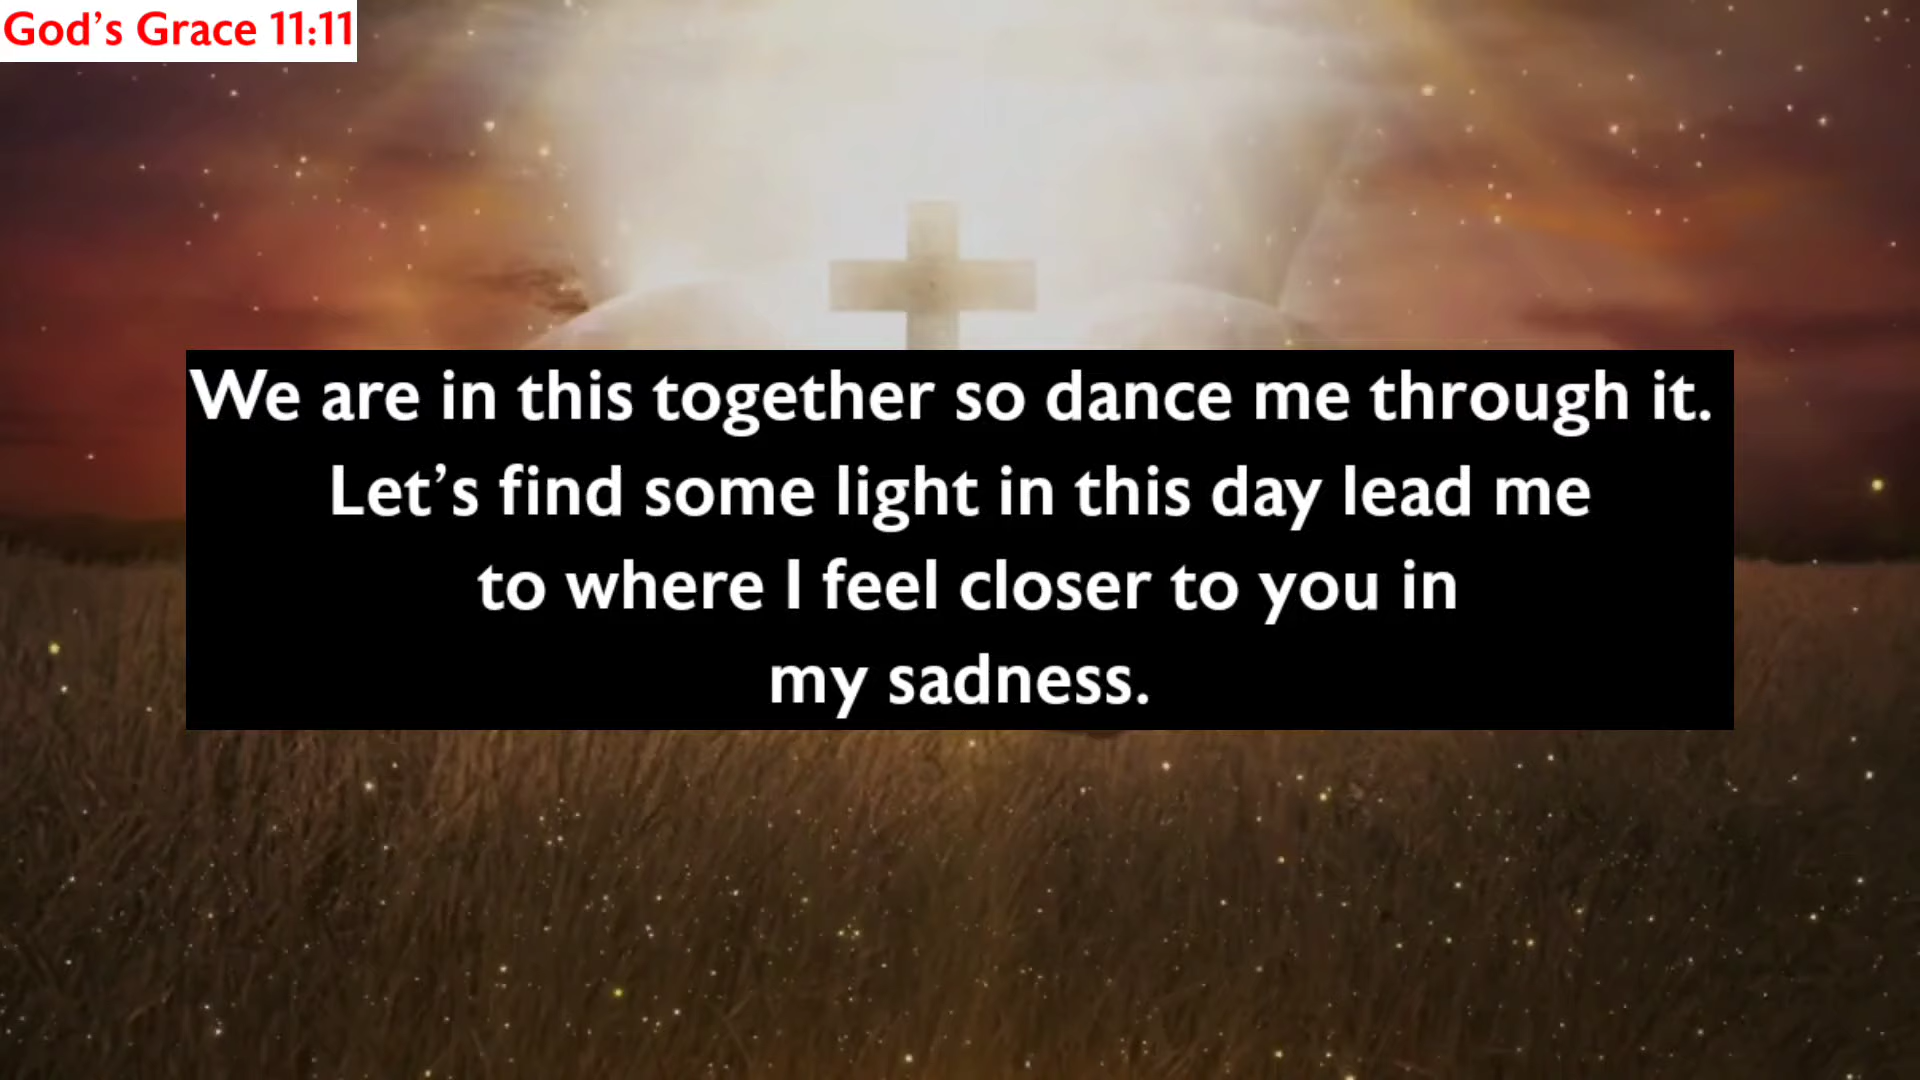 God’s Grace 11:11
We are in this together so dance me through it.
Let’s find some light in this day lead me
to where I feel closer to you in
my sadness.